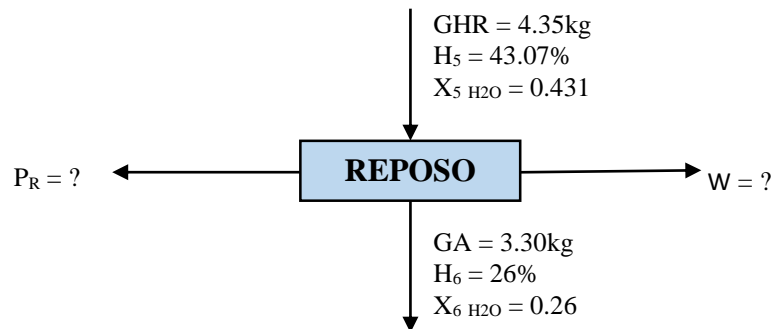 GHR = 4.35kg
H₅ = 43.07%
X₅ H2O = 0.431
REPOSO
P_R = ?
W = ?
GA = 3.30kg
H₆ = 26%
X₆ H2O = 0.26